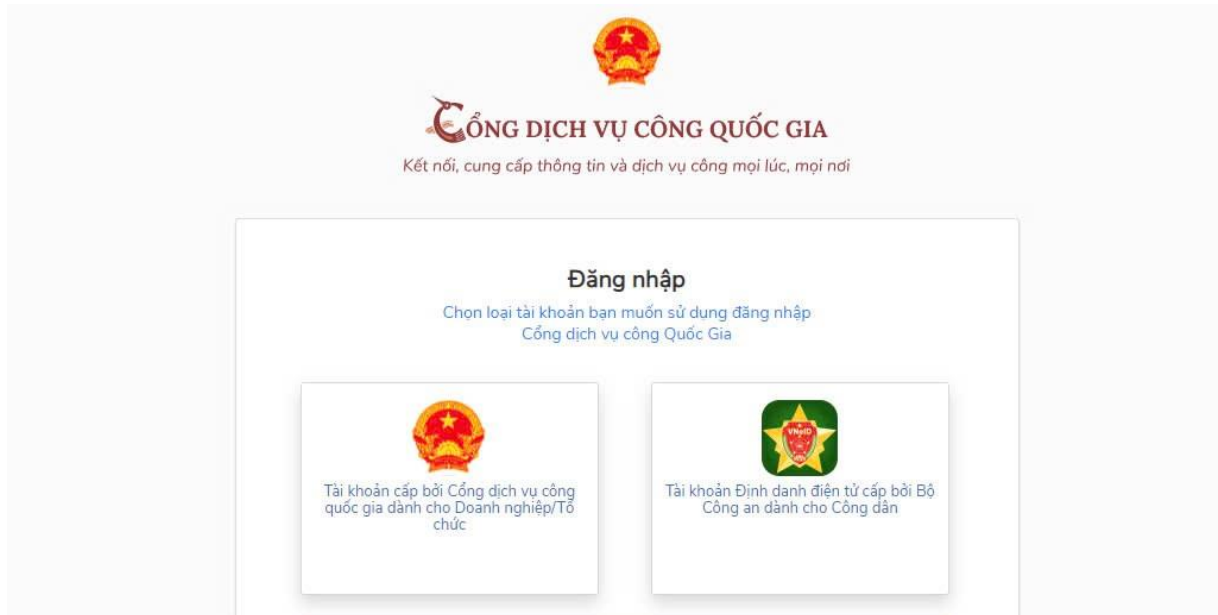 CỔNG DỊCH VỤ CÔNG QUỐC GIA
Kết nối, cung cấp thông tin và dịch vụ công mọi lúc, mọi nơi
Đăng nhập
Chọn loại tài khoản bạn muốn sử dụng đăng nhập
Cổng dịch vụ công Quốc Gia
Tài khoản cấp bởi Cổng dịch vụ công
quốc gia dành cho Doanh nghiệp/Tổ
chức
VNeID
Tài khoản Định danh điện tử cấp bởi Bộ
Công an dành cho Công dân